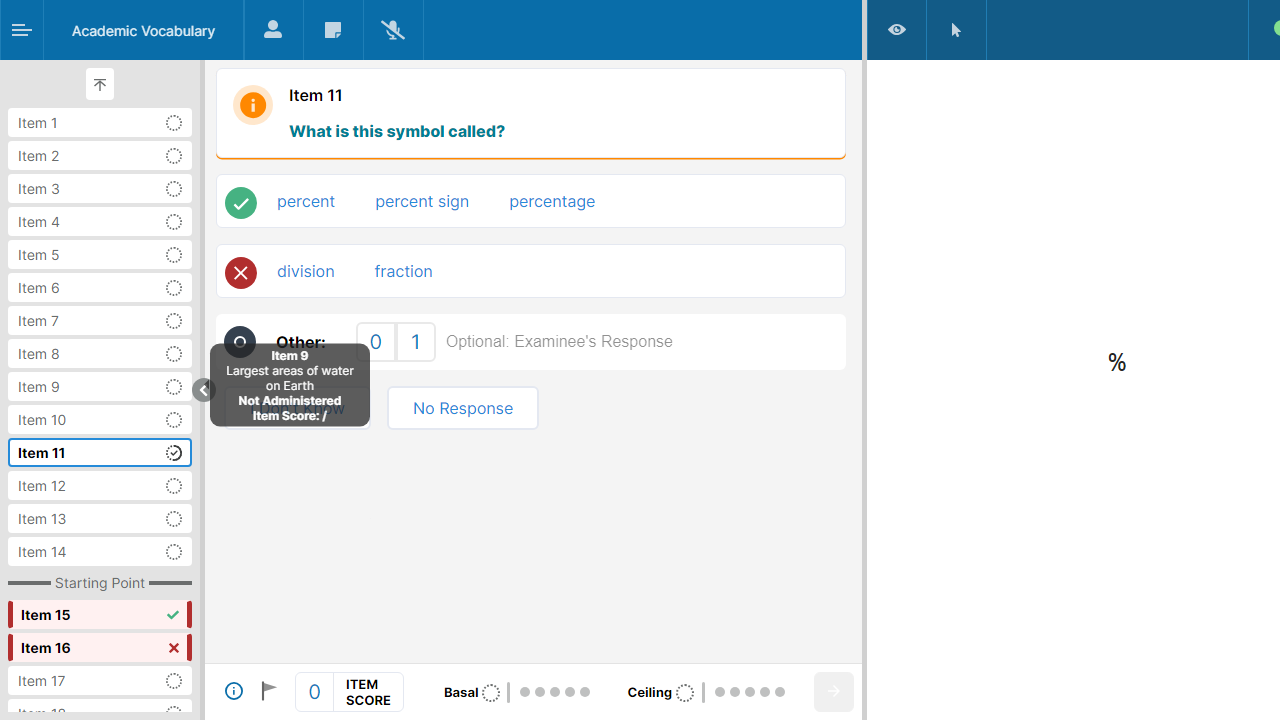 Academic Vocabulary
Item 1
Item 2
Item 3
Item 4
Item 5
Item 6
Item 7
Item 8
Item 9
Item 10
Item 11
Item 12
Item 13
Item 14
Starting Point
Item 15
Item 16
Item 17
Item 18
Item 11
What is this symbol called?
percent percent sign percentage
division fraction
Other: 0 1 Optional: Examinee's Response
Item 9
Largest areas of water
on Earth
Not Administered
Item Score: /
I Don't Know No Response
0 ITEM
SCORE
Basal Ceiling
%